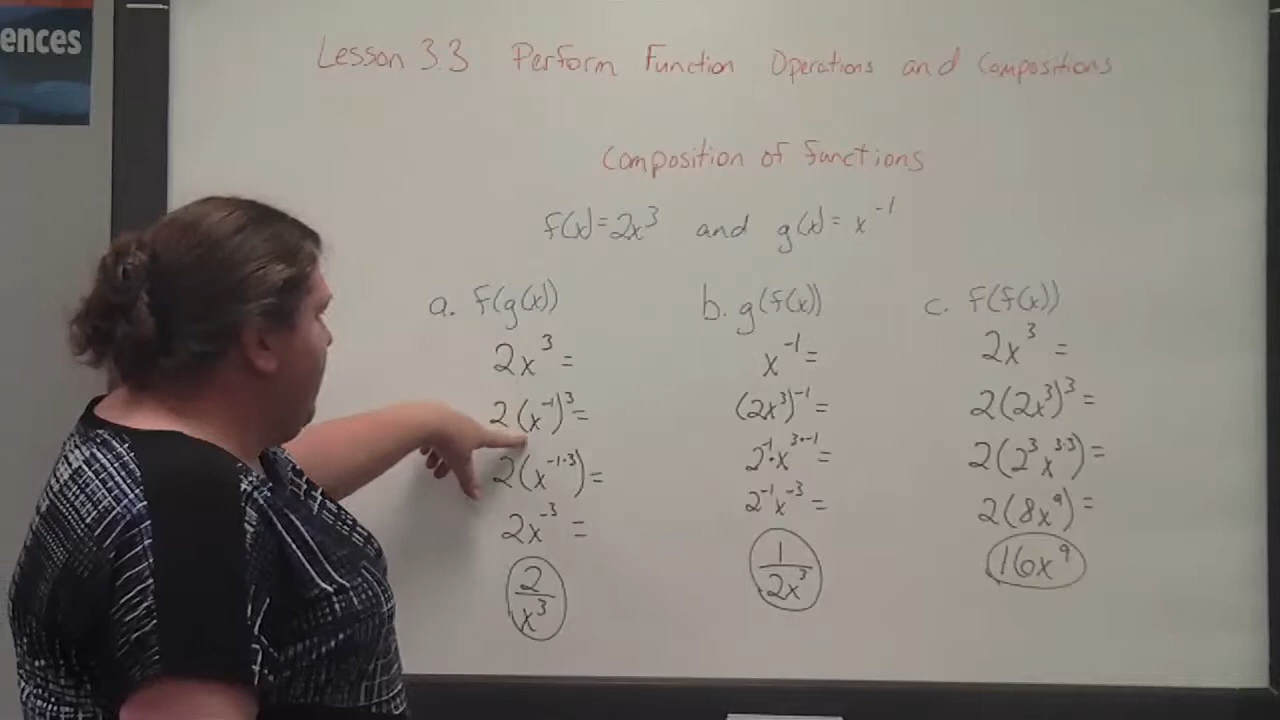 ences
Lesson 3.3 Perform Function Operations and Compositions
Composition of functions
f(x)=2x³ and g(x)=x⁻¹
a. f(g(x))
2x³=
2(x⁻¹)³=
2(x⁻¹·³)=
2x⁻³=
2/x³
b. g(f(x))
x⁻¹=
(2x³)⁻¹=
2⁻¹·x³·⁻¹=
2⁻¹x⁻³=
1/2x³
c. f(f(x))
2x³=
2(2x³)³=
2(2³x³·³)=
2(8x⁹)=
16x⁹